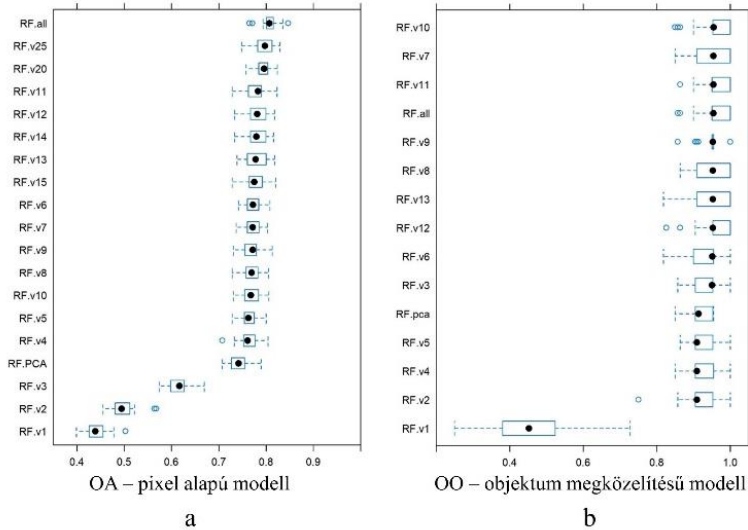 RF.all
RF.v25
RF.v20
RF.v11
RF.v12
RF.v14
RF.v13
RF.v15
RF.v6
RF.v7
RF.v9
RF.v8
RF.v10
RF.v5
RF.v4
RF.PCA
RF.v3
RF.v2
RF.v1
0.4 0.5 0.6 0.7 0.8 0.9
OA – pixel alapú modell
a
RF.v10
RF.v7
RF.v11
RF.all
RF.v9
RF.v8
RF.v13
RF.v12
RF.v6
RF.v3
RF.pca
RF.v5
RF.v4
RF.v2
RF.v1
0.4 0.6 0.8 1.0
OO – objektum megközelítésű modell
b